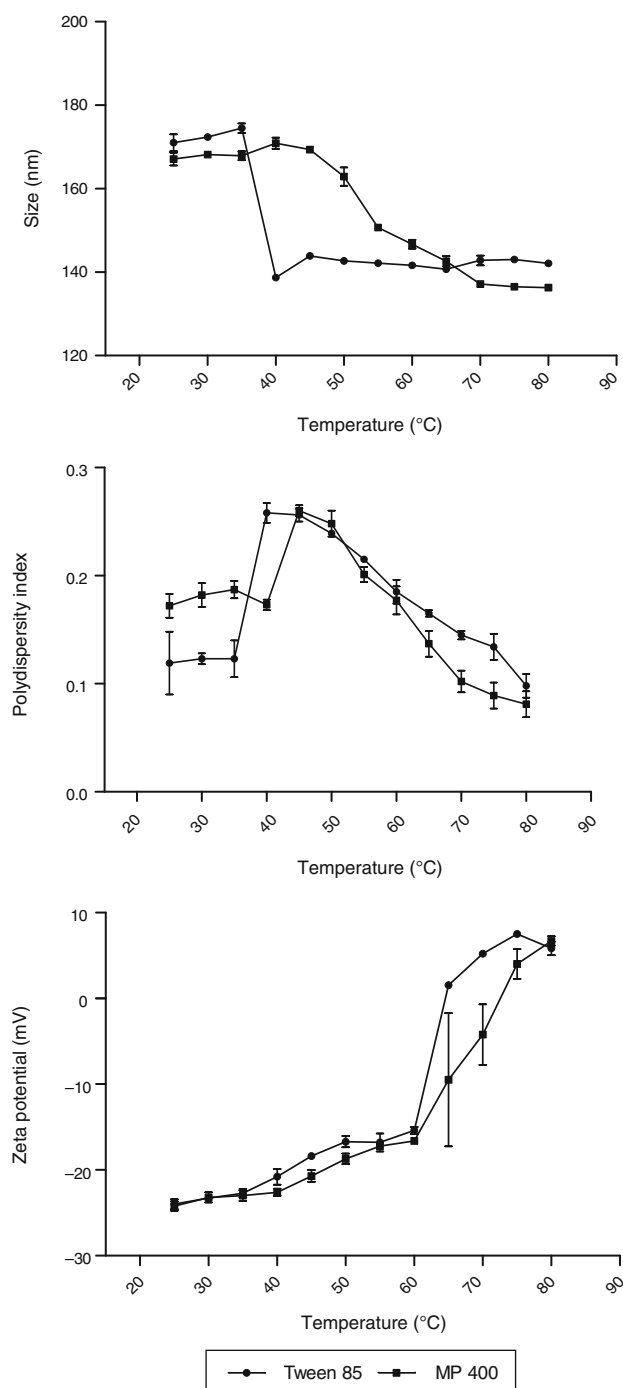 200
180
160
140
120
Size (nm)
20 30 40 50 60 70 80 90
Temperature (°C)
0.3
0.2
0.1
0.0
Polydispersity index
20 30 40 50 60 70 80 90
Temperature (°C)
10
0
−10
−20
−30
Zeta potential (mV)
20 30 40 50 60 70 80 90
Temperature (°C)
Tween 85 MP 400